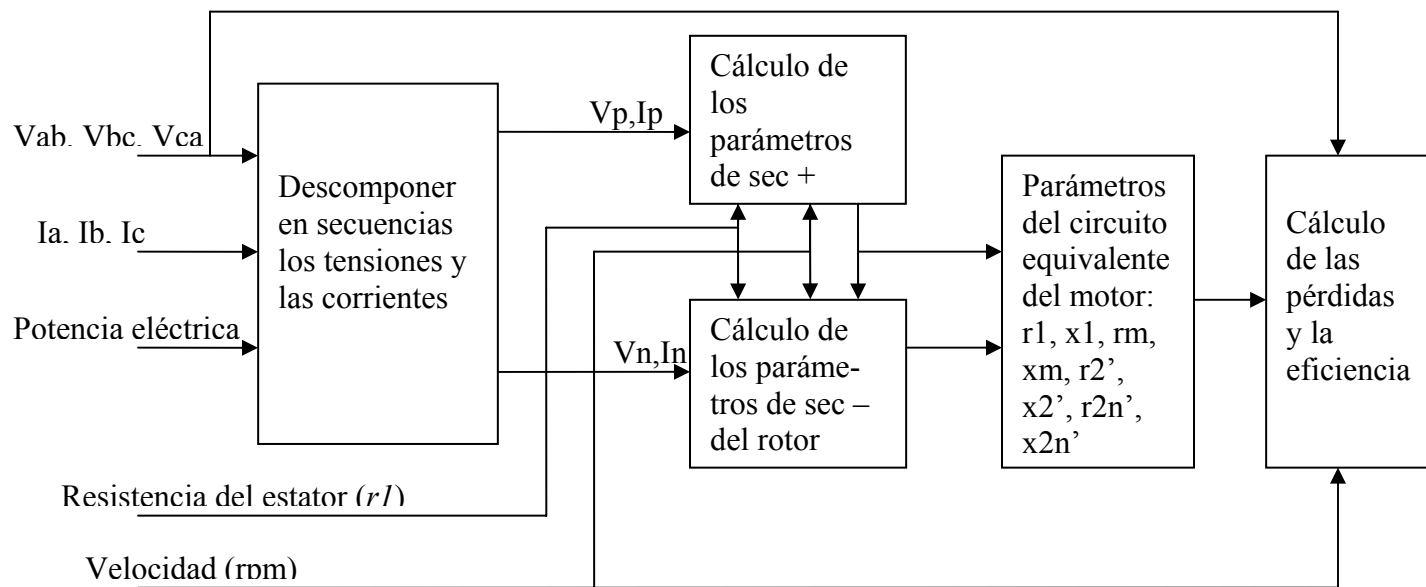 Vab, Vbc, Vca
Ia, Ib, Ic
Potencia eléctrica
Resistencia del estator (r1)
Velocidad (rpm)
Descomponer
en secuencias
los tensiones y
las corrientes
Vp,Ip
Vn,In
Cálculo de
los
parámetros
de sec +
Cálculo de
los paráme-
tros de sec –
del rotor
Parámetros
del circuito
equivalente
del motor:
r1, x1, rm,
xm, r2’,
x2’, r2n’,
x2n’
Cálculo
de las
pérdidas
y la
eficiencia